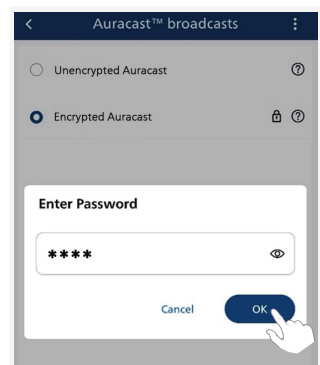 Auracast™ broadcasts
Unencrypted Auracast
Encrypted Auracast
Enter Password
****
Cancel OK